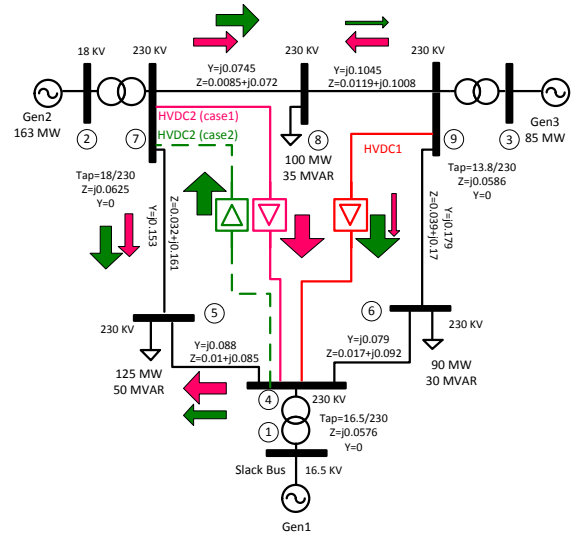 18 KV
230 KV
230 KV
230 KV
Y=j0.0745
Z=0.0085+j0.072
Y=j0.1045
Z=0.0119+j0.1008
Gen2
163 MW
2
7
HVDC2 (case1)
HVDC2 (case2)
8
100 MW
35 MVAR
HVDC1
9
3
Gen3
85 MW
Tap=18/230
Z=j0.0625
Y=0
Tap=13.8/230
Z=j0.0586
Y=0
Y=j0.153
Z=0.032+j0.161
Y=j0.179
Z=0.039+j0.17
5
6
230 KV
230 KV
Y=j0.088
Z=0.01+j0.085
Y=j0.079
Z=0.017+j0.092
125 MW
50 MVAR
90 MW
30 MVAR
4
230 KV
1
Tap=16.5/230
Z=j0.0576
Y=0
Slack Bus
16.5 KV
Gen1